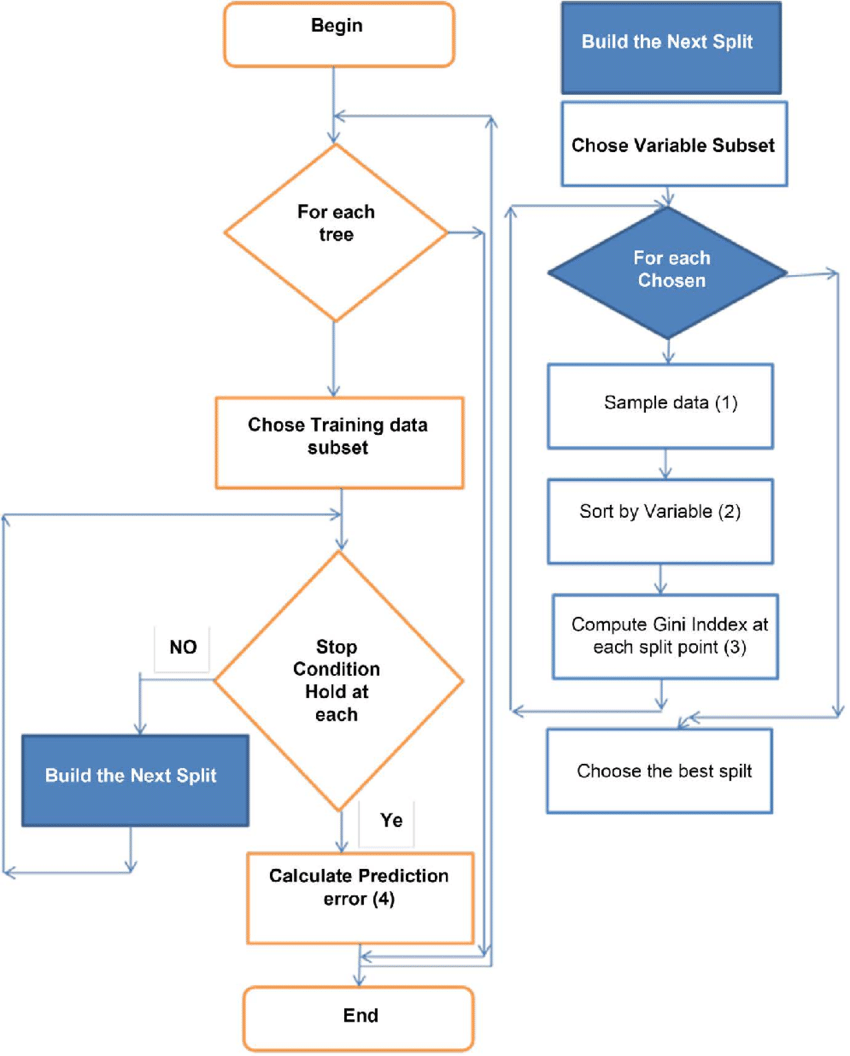 Begin
For each
tree
Chose Training data
subset
NO
Stop
Condition
Hold at
each
Build the Next Split
Ye
Calculate Prediction
error (4)
End
Build the Next Split
Chose Variable Subset
For each
Chosen
Sample data (1)
Sort by Variable (2)
Compute Gini Inddex at
each split point (3)
Choose the best spilt